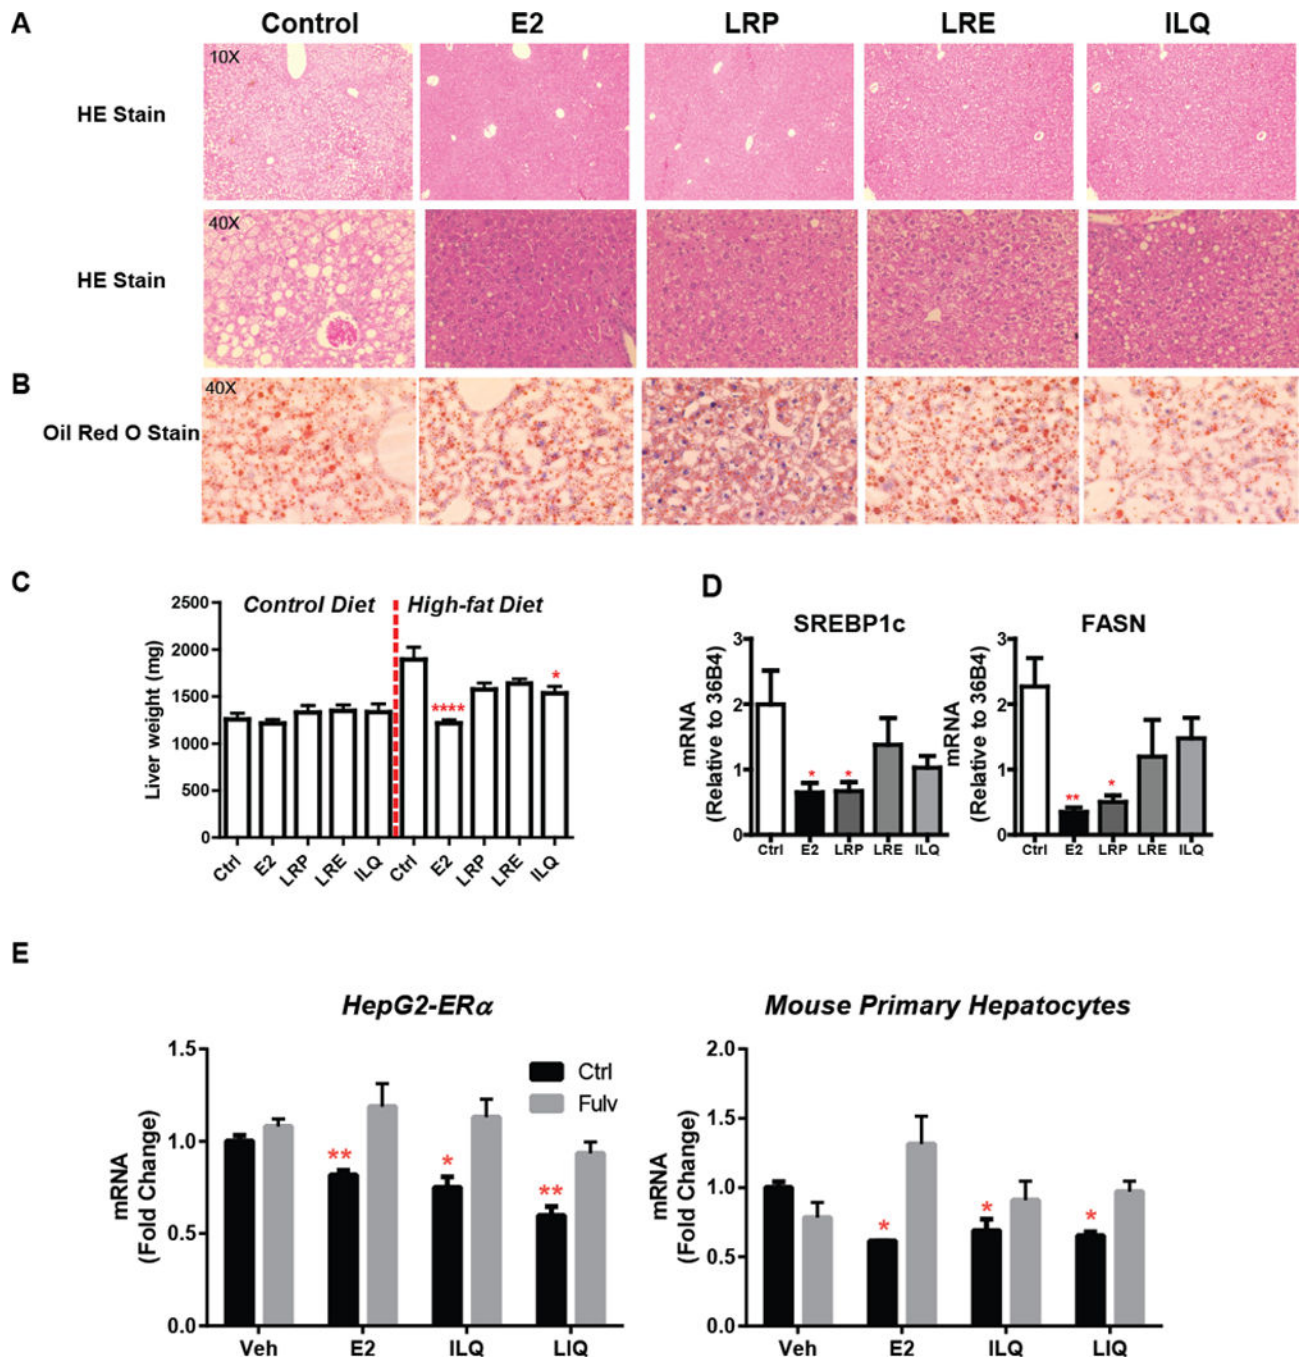 A
Control E2 LRP LRE ILQ
10X
HE Stain
40X
HE Stain
B
40X
Oil Red O Stain
C
Control Diet High-fat Diet
Liver weight (mg)
2500
2000
1500
1000
500
0
****
*
Ctrl E2 LRP LRE ILQ Ctrl E2 LRP LRE ILQ
D
SREBP1c
mRNA
(Relative to 36B4)
3
2
1
0
* *
Ctrl E2 LRP LRE ILQ
FASN
mRNA
(Relative to 36B4)
3
2
1
0
** *
Ctrl E2 LRP LRE ILQ
E
HepG2-ERα
mRNA
(Fold Change)
1.5
1.0
0.5
0.0
Ctrl
Fulv
** * **
Veh E2 ILQ LIQ
Mouse Primary Hepatocytes
mRNA
(Fold Change)
2.0
1.5
1.0
0.5
0.0
* * *
Veh E2 ILQ LIQ